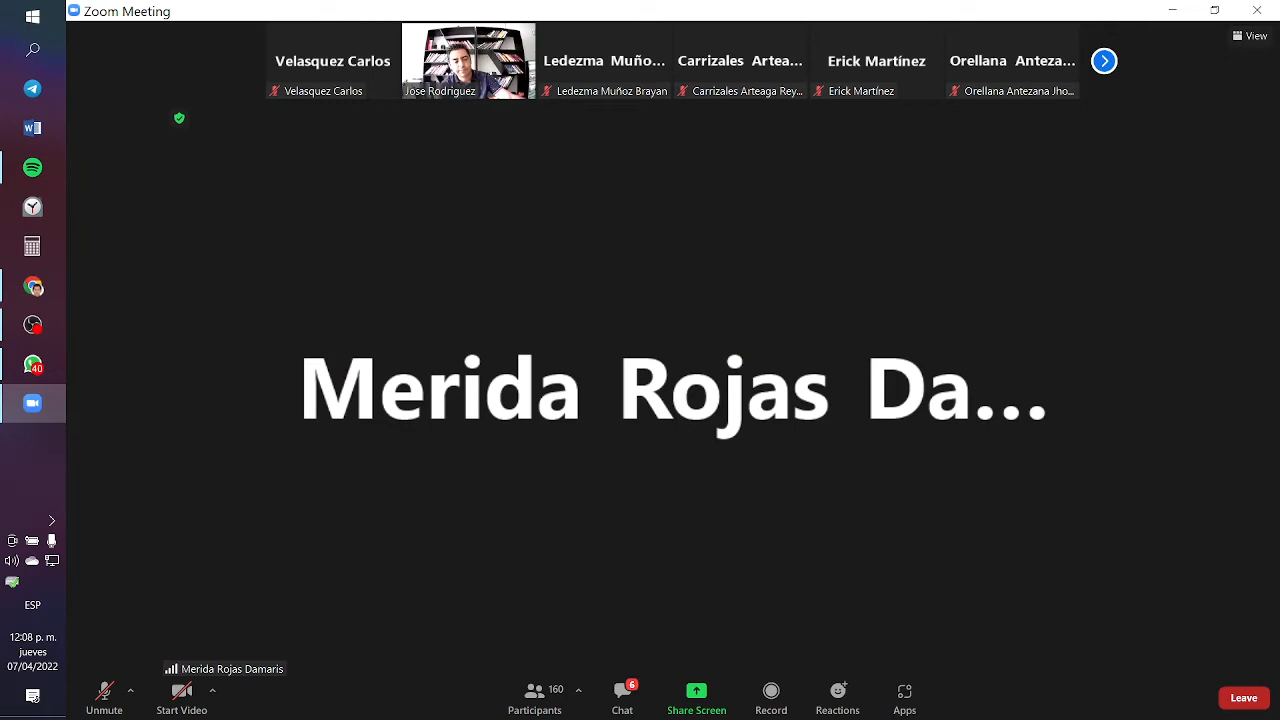 Zoom Meeting
View
Velasquez Carlos
Ledezma Muño...
Carrizales Artea...
Erick Martínez
Orellana Anteza...
Velasquez Carlos
Jose Rodriguez
Ledezma Muñoz Brayan
Carrizales Arteaga Rey...
Erick Martínez
Orellana Antezana Jho...
Merida Rojas Da...
40
ESP
12:08 p. m.
jueves
07/04/2022
Merida Rojas Damaris
Unmute
Start Video
160
Participants
6
Chat
Share Screen
Record
Reactions
Apps
Leave